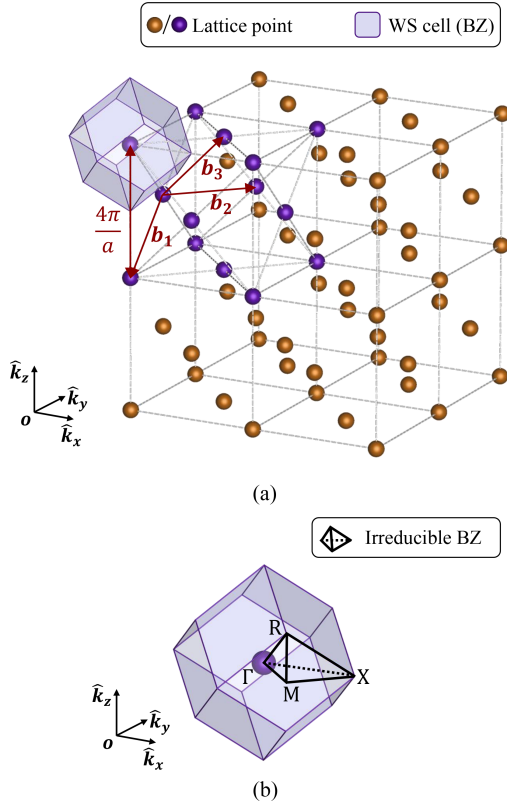 / Lattice point WS cell (BZ)
b₃
b₂
4π/a
b₁
k̂z
k̂y
o
k̂x
(a)
Irreducible BZ
R
Γ
X
M
k̂z
k̂y
o
k̂x
(b)